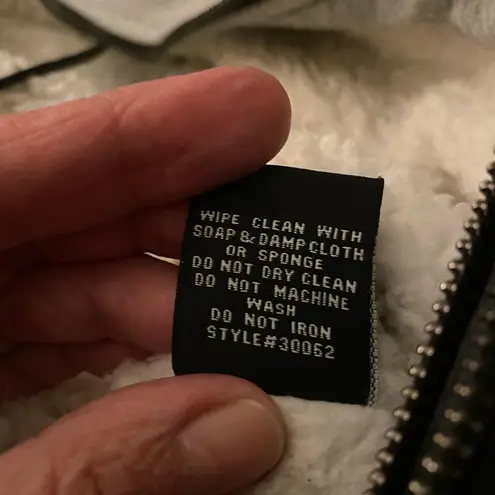 WIPE CLEAN WITH
SOAP & DAMP CLOTH
OR SPONGE
DO NOT DRY CLEAN
DO NOT MACHINE
WASH
DO NOT IRON
STYLE#30062